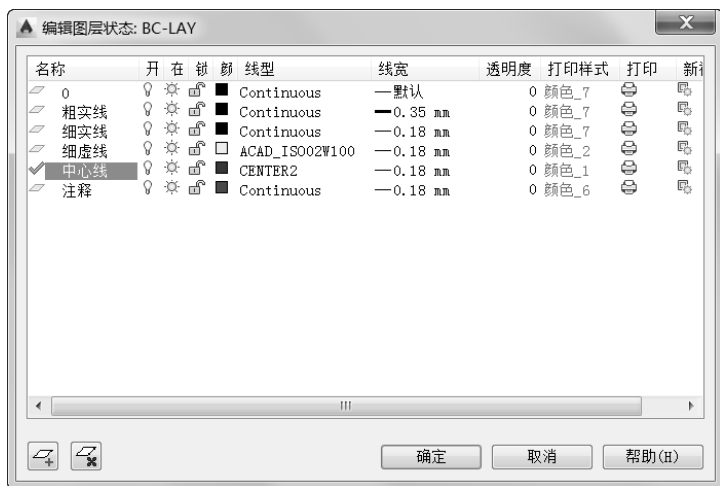 编辑图层状态: BC-LAY
名称 开 在 锁 颜 线型 线宽 透明度 打印样式 打印 新
0 Continuous 默认 0 颜色_7
粗实线 Continuous 0.35 mm 0 颜色_7
细实线 Continuous 0.18 mm 0 颜色_7
细虚线 ACAD_ISO02W100 0.18 mm 0 颜色_2
中心线 CENTER2 0.18 mm 0 颜色_1
注释 Continuous 0.18 mm 0 颜色_6
确定 取消 帮助(H)